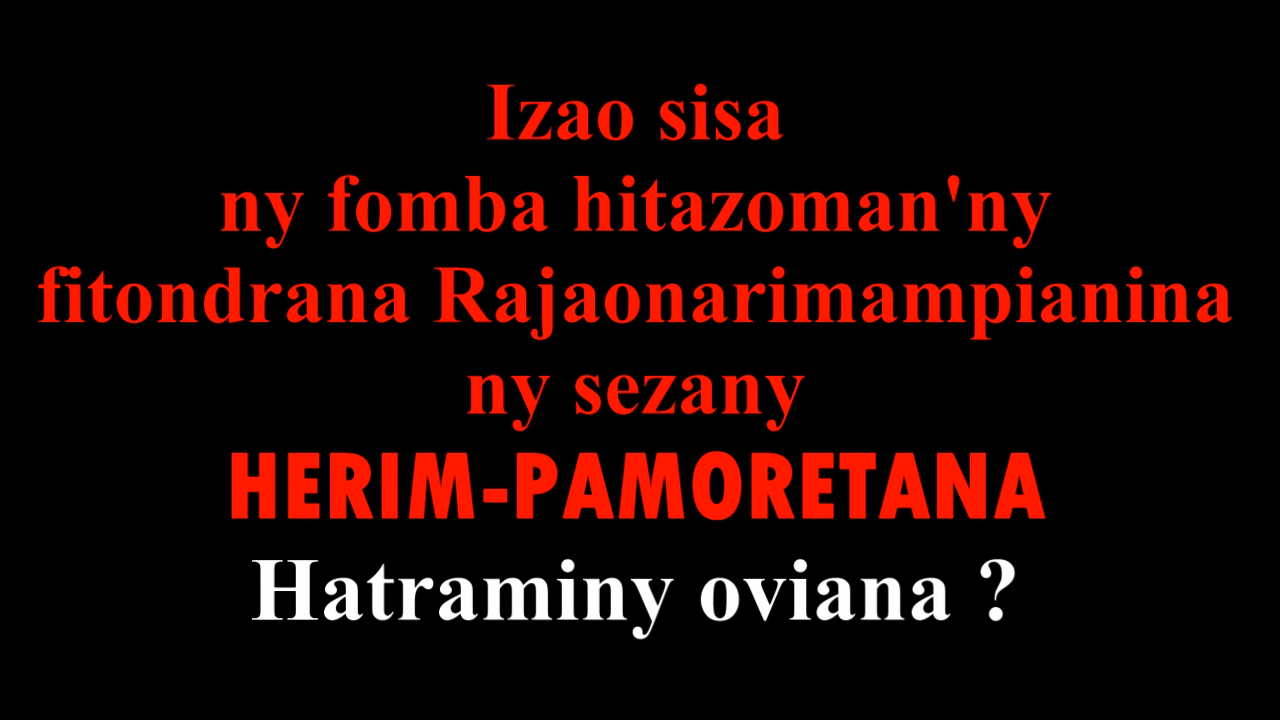 Izao sisa
ny fomba hitazoman'ny
fitondrana Rajaonarimampianina
ny sezany
HERIM-PAMORETANA
Hatraminy oviana ?